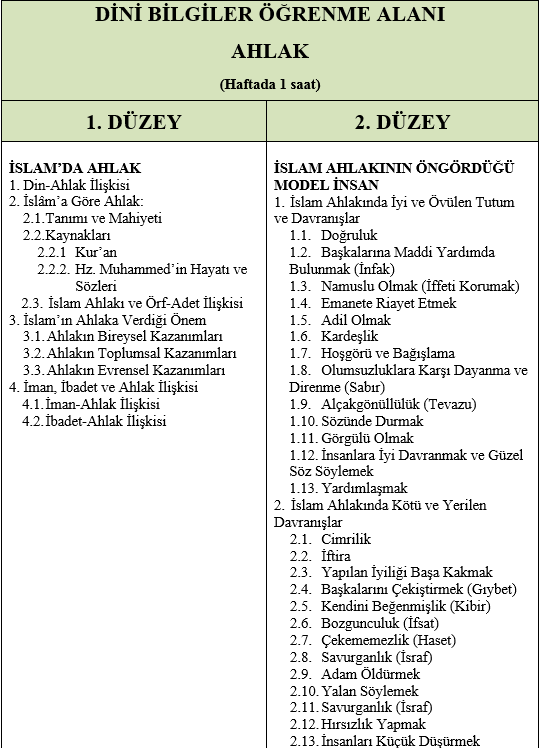 DİNİ BİLGİLER ÖĞRENME ALANI
AHLAK
(Haftada 1 saat)
1. DÜZEY
2. DÜZEY
İSLAM’DA AHLAK
1. Din-Ahlak İlişkisi
2. İslâm’a Göre Ahlak:
2.1.Tanımı ve Mahiyeti
2.2.Kaynakları
2.2.1 Kur’an
2.2.2. Hz. Muhammed’in Hayatı ve
Sözleri
2.3. İslam Ahlakı ve Örf-Adet İlişkisi
3. İslam’ın Ahlaka Verdiği Önem
3.1. Ahlakın Bireysel Kazanımları
3.2. Ahlakın Toplumsal Kazanımları
3.3. Ahlakın Evrensel Kazanımları
4. İman, İbadet ve Ahlak İlişkisi
4.1. İman-Ahlak İlişkisi
4.2. İbadet-Ahlak İlişkisi
İSLAM AHLAKININ ÖNGÖRDÜĞÜ
MODEL İNSAN
1. İslam Ahlakında İyi ve Övülen Tutum
ve Davranışlar
1.1. Doğruluk
1.2. Başkalarına Maddi Yardımda
Bulunmak (İnfak)
1.3. Namuslu Olmak (İffeti Korumak)
1.4. Emanete Riayet Etmek
1.5. Adil Olmak
1.6. Kardeşlik
1.7. Hoşgörü ve Bağışlama
1.8. Olumsuzluklara Karşı Dayanma ve
Direnme (Sabır)
1.9. Alçakgönüllülük (Tevazu)
1.10. Sözünde Durmak
1.11. Görgülü Olmak
1.12. İnsanlara İyi Davranmak ve Güzel
Söz Söylemek
1.13. Yardımlaşmak
2. İslam Ahlakında Kötü ve Yerilen
Davranışlar
2.1. Cimrilik
2.2. İftira
2.3. Yapılan İyiliği Başa Kakmak
2.4. Başkalarını Çekiştirmek (Gıybet)
2.5. Kendini Beğenmişlik (Kibir)
2.6. Bozgunculuk (İfsat)
2.7. Çekememezlik (Haset)
2.8. Savurganlık (İsraf)
2.9. Adam Öldürmek
2.10. Yalan Söylemek
2.11. Savurganlık (İsraf)
2.12. Hırsızlık Yapmak
2.13. İnsanları Küçük Düşürmek